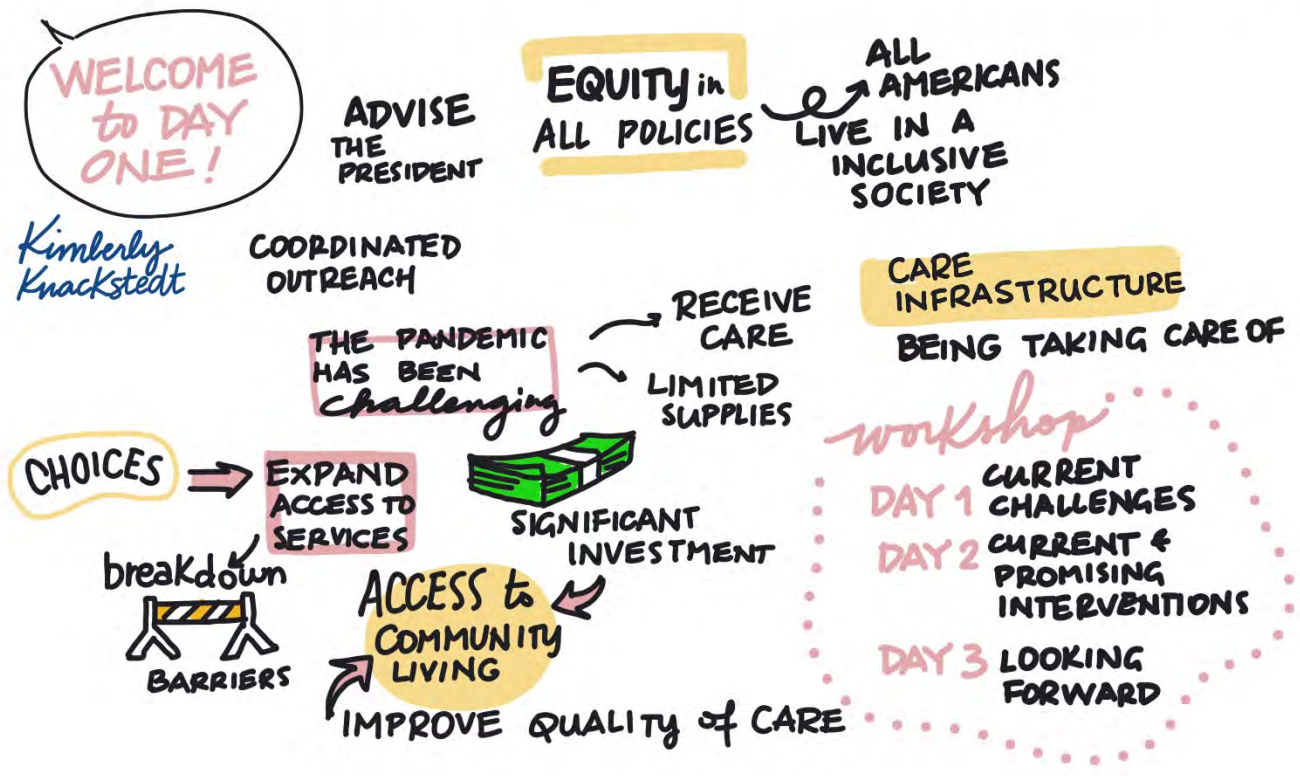 WELCOME
to DAY
ONE!
Kimberly
Knackstedt
ADVISE
THE
PRESIDENT
EQUITY in
ALL POLICIES
ALL
AMERICANS
LIVE IN A
INCLUSIVE
SOCIETY
COORDINATED
OUTREACH
THE PANDEMIC
HAS BEEN
challenging
RECEIVE
CARE
LIMITED
SUPPLIES
CARE
INFRASTRUCTURE
BEING TAKING CARE OF
CHOICES
EXPAND
ACCESS TO
SERVICES
breakdown
BARRIERS
SIGNIFICANT
INVESTMENT
ACCESS to
COMMUNITY
LIVING
IMPROVE QUALITY of CARE
workshop
DAY 1 CURRENT
CHALLENGES
DAY 2 CURRENT &
PROMISING
INTERVENTIONS
DAY 3 LOOKING
FORWARD